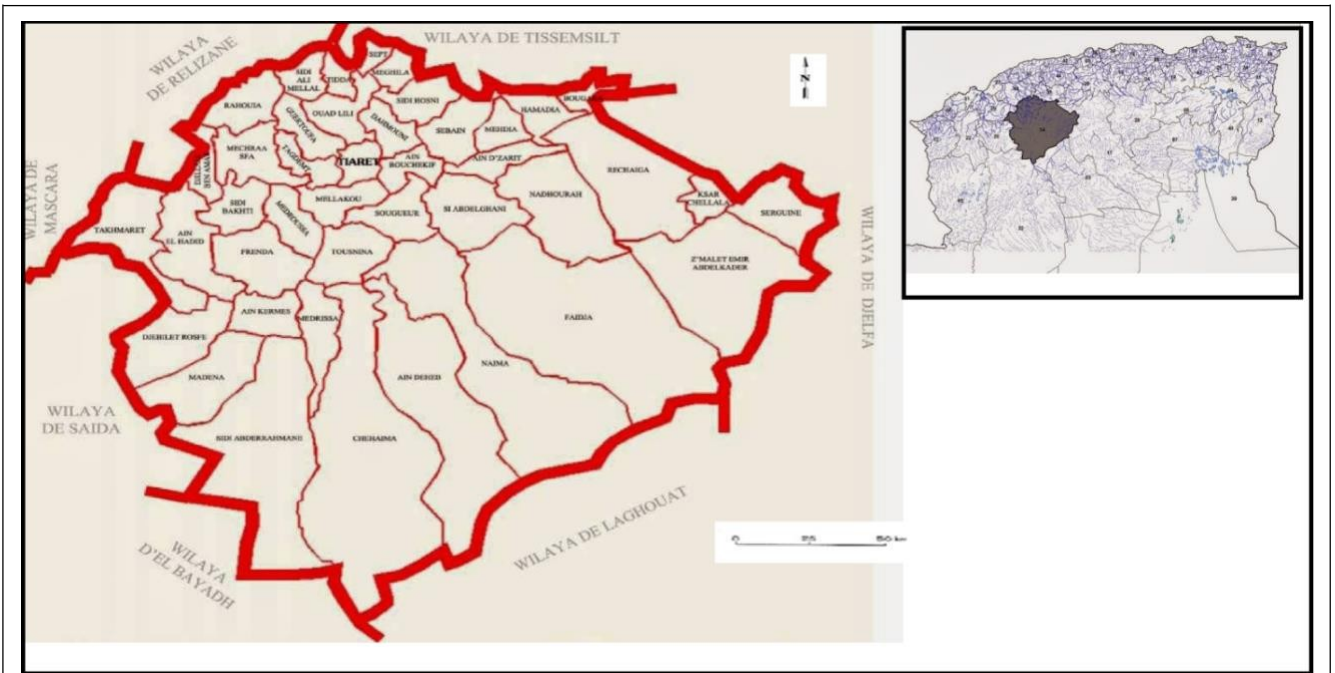 WILAYA DE TISSEMSILT
WILAYA
DE RELIZANE
SEPT
SIDI
ALI
MELLAL
TIDDA
MEGHILA
N
RAHOUIA
GUERTOUFA
OUAD LILI
SIDI HOSNI
DAHMOUNI
SEBAIN
MEHDIA
HAMADIA
BOUGARA
MECHRAA
SFA
TAGDEMT
TIARET
AIN
BOUCHEKIF
AIN D'ZARIT
RECHAIGA
WILAYA DE
MASCARA
TAKHMARET
AIN
EL HADID
SIDI
BAKHTI
MEDROUSSA
MELLAKOU
SOUGUEUR
SI ABDELGHANI
NADHOURAH
KSAR
CHELLALA
SERGUINE
FRENDA
TOUSNINA
Z'MALET EMIR
ABDELKADER
WILAYA DE DJELFA
AIN KERMES
MEDRISSA
FAIDJA
DJEBILET ROSFE
MADENA
AIN DEHEB
NAIMA
WILAYA
DE SAIDA
SIDI ABDERRAHMANE
CHEHAIMA
WILAYA DE LAGHOUAT
WILAYA
D'EL BAYADH
0 25 50 km